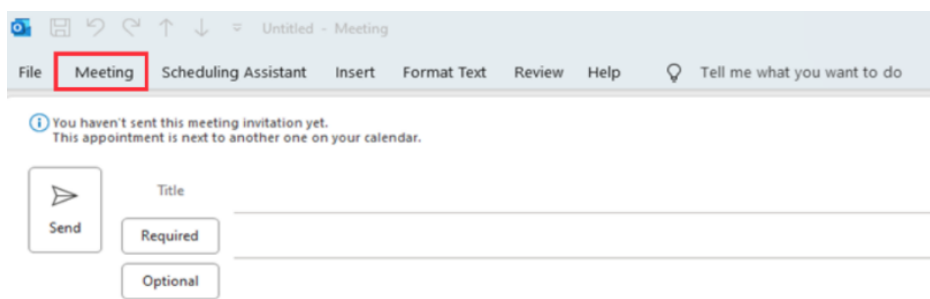 Untitled - Meeting
File Meeting Scheduling Assistant Insert Format Text Review Help Tell me what you want to do
You haven't sent this meeting invitation yet.
This appointment is next to another one on your calendar.
Title
Send
Required
Optional